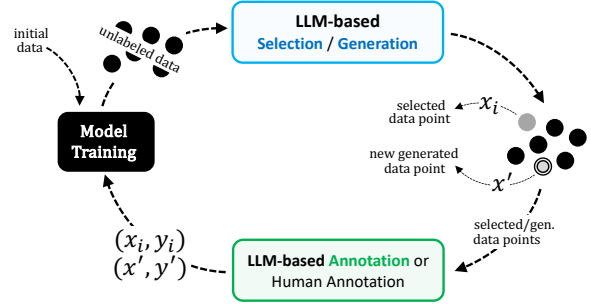 initial
data
unlabeled data
LLM-based
Selection / Generation
Model
Training
selected
data point
x_i
new generated
data point
x'
selected/gen.
data points
(x_i, y_i)
(x', y')
LLM-based Annotation or
Human Annotation